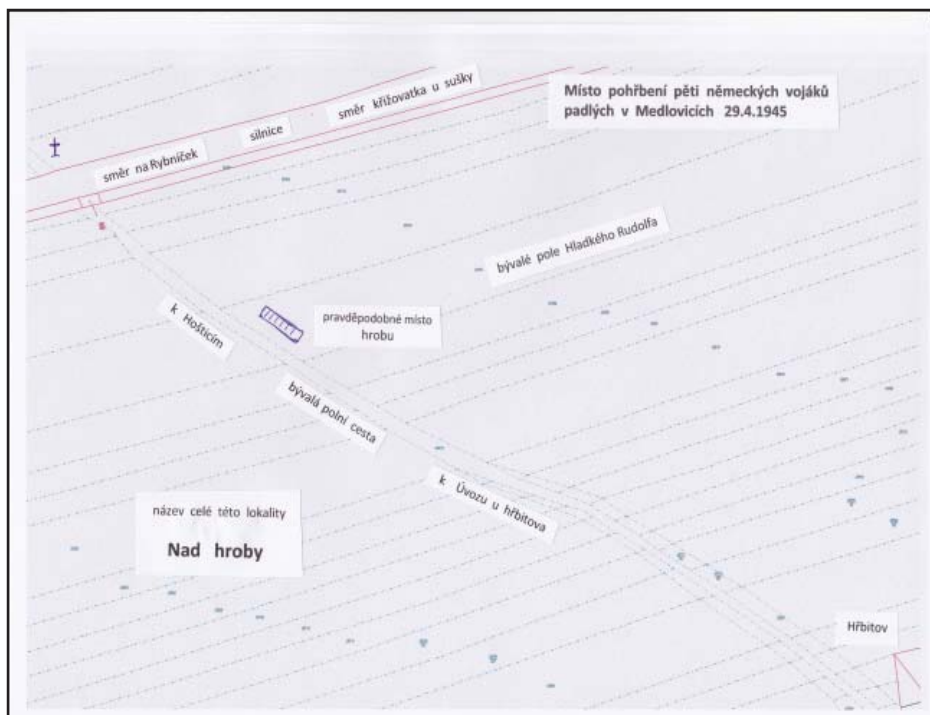 Místo pohřbení pěti německých vojáků
padlých v Medlovicích 29.4.1945
směr křižovatka u sušky
silnice
směr na Rybníček
bývalé pole Hladkého Rudolfa
pravděpodobné místo
hrobu
k Hošticím
bývalá polní cesta
k Úvozu u hřbitova
název celé této lokality
Nad hroby
Hřbitov